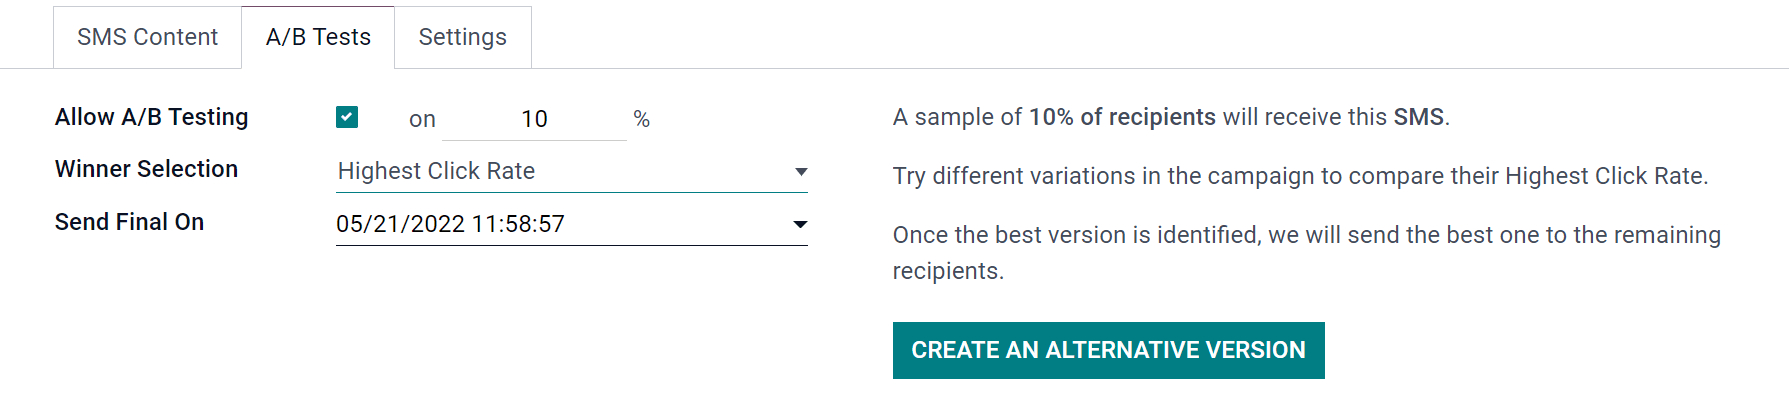 SMS Content A/B Tests Settings
Allow A/B Testing on 10 %
Winner Selection Highest Click Rate
Send Final On 05/21/2022 11:58:57
A sample of 10% of recipients will receive this SMS.
Try different variations in the campaign to compare their Highest Click Rate.
Once the best version is identified, we will send the best one to the remaining
recipients.
CREATE AN ALTERNATIVE VERSION